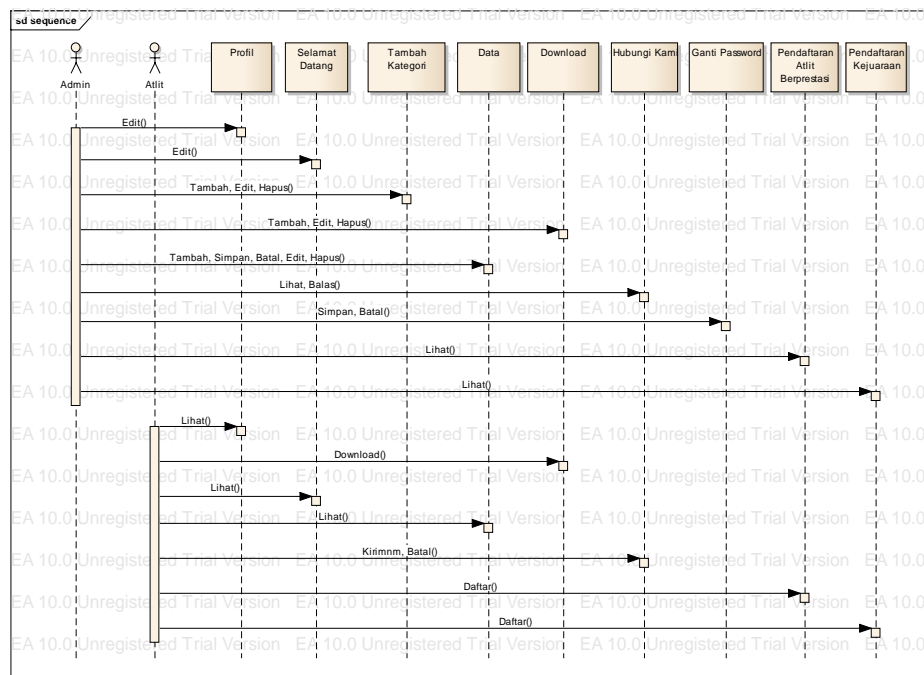 sd sequence
Admin
Atlit
Profil
Selamat
Datang
Tambah
Kategori
Data
Download
Hubungi Kami
Ganti Password
Pendaftaran
Atlit
Berprestasi
Pendaftaran
Kejuaraan
Edit()
Edit()
Tambah, Edit, Hapus()
Tambah, Edit, Hapus()
Tambah, Simpan, Batal, Edit, Hapus()
Lihat, Balas()
Simpan, Batal()
Lihat()
Lihat()
Lihat()
Download()
Lihat()
Lihat()
Kirimnm, Batal()
Daftar()
Daftar()
EA 10.0 Unregistered Trial Version